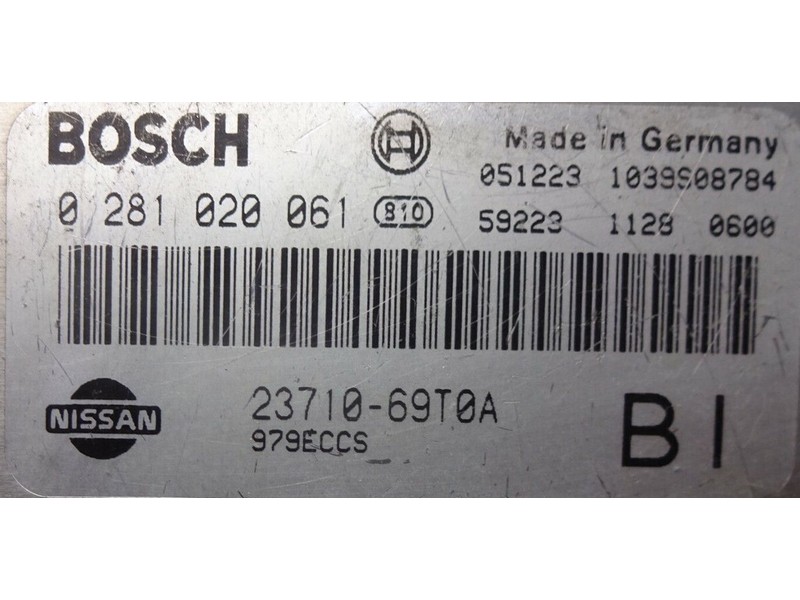 BOSCH
Made in Germany
051223 1039S08784
0 281 020 061 810
59223 1128 0600
NISSAN
23710-69T0A
979ECCS
BI